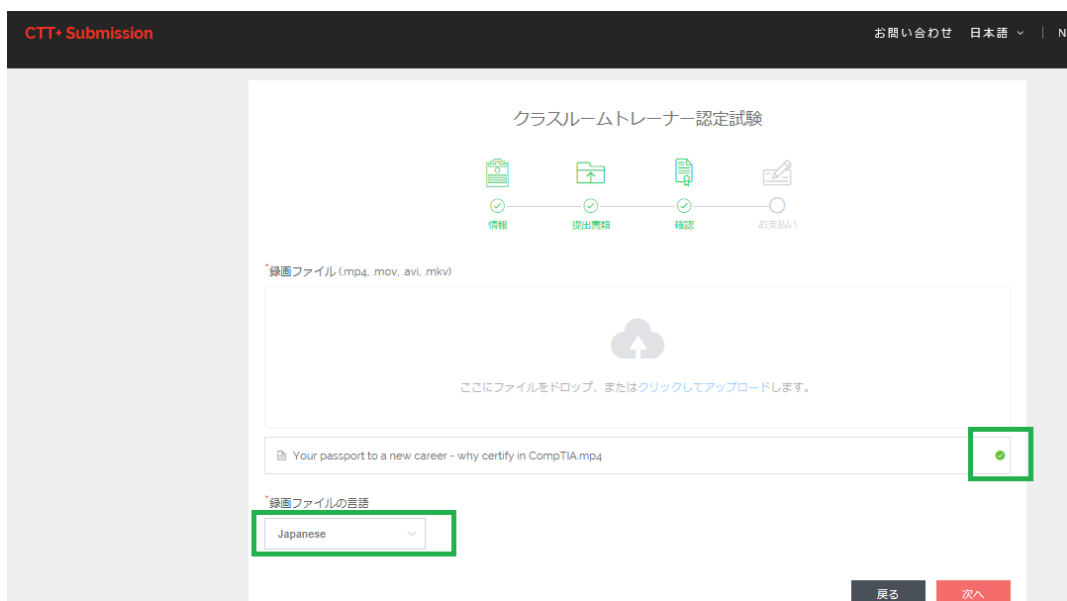 CTT+ Submission
お問い合わせ 日本語 | N
クラスルームトレーナー認定試験
情報 提出書類 確認 お支払い
*録画ファイル (.mp4, .mov, .avi, .mkv)
ここにファイルをドロップ、またはクリックしてアップロードします。
Your passport to a new career - why certify in CompTIA.mp4
*録画ファイルの言語
Japanese
戻る 次へ